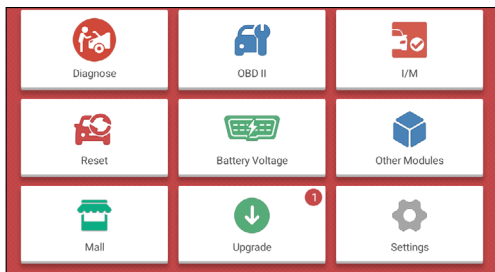 Diagnose
OBD II
I/M
Reset
Battery Voltage
Other Modules
1
Mall
Upgrade
Settings